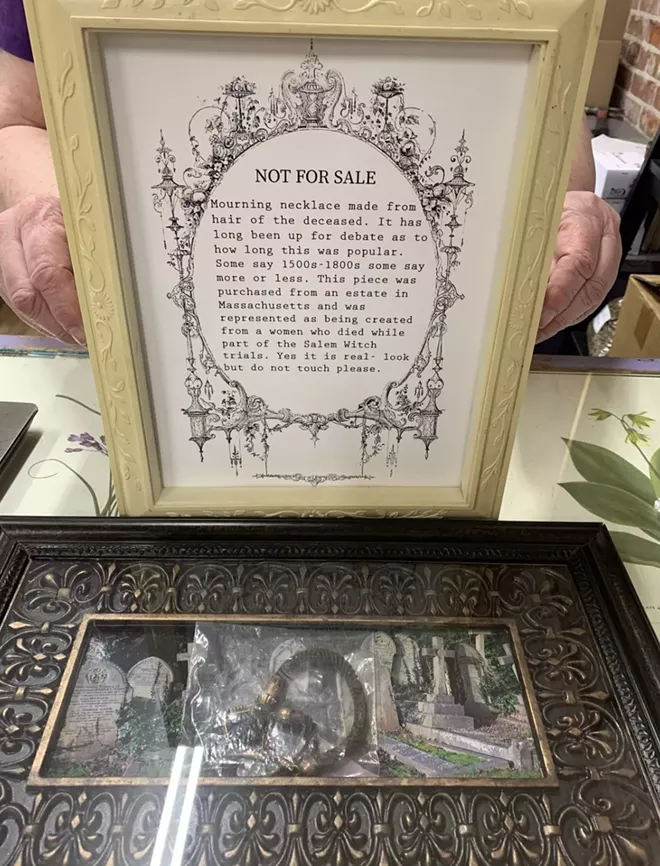 NOT FOR SALE
Mourning necklace made from
hair of the deceased. It has
long been up for debate as to
how long this was popular.
Some say 1500s-1800s some say
more or less. This piece was
purchased from an estate in
Massachusetts and was
represented as being created
from a women who died while
part of the Salem Witch
trials. Yes it is real- look
but do not touch please.